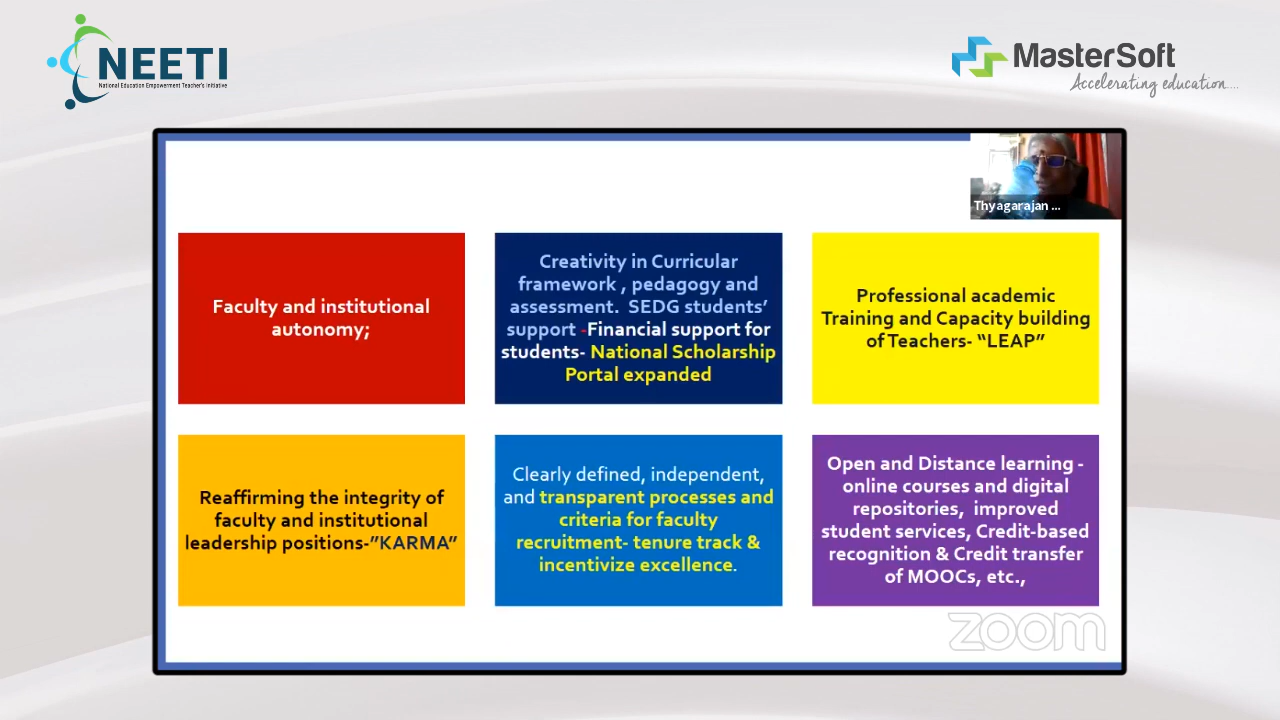 NEETI
National Education Empowerment Teacher's Initiative
MasterSoft
Accelerating education....
Thyagarajan ...
Faculty and institutional
autonomy;
Creativity in Curricular
framework , pedagogy and
assessment. SEDG students’
support -Financial support for
students- National Scholarship
Portal expanded
Professional academic
Training and Capacity building
of Teachers- “LEAP”
Reaffirming the integrity of
faculty and institutional
leadership positions-”KARMA”
Clearly defined, independent,
and transparent processes and
criteria for faculty
recruitment- tenure track &
incentivize excellence.
Open and Distance learning -
online courses and digital
repositories, improved
student services, Credit-based
recognition & Credit transfer
of MOOCs, etc.,
zoom